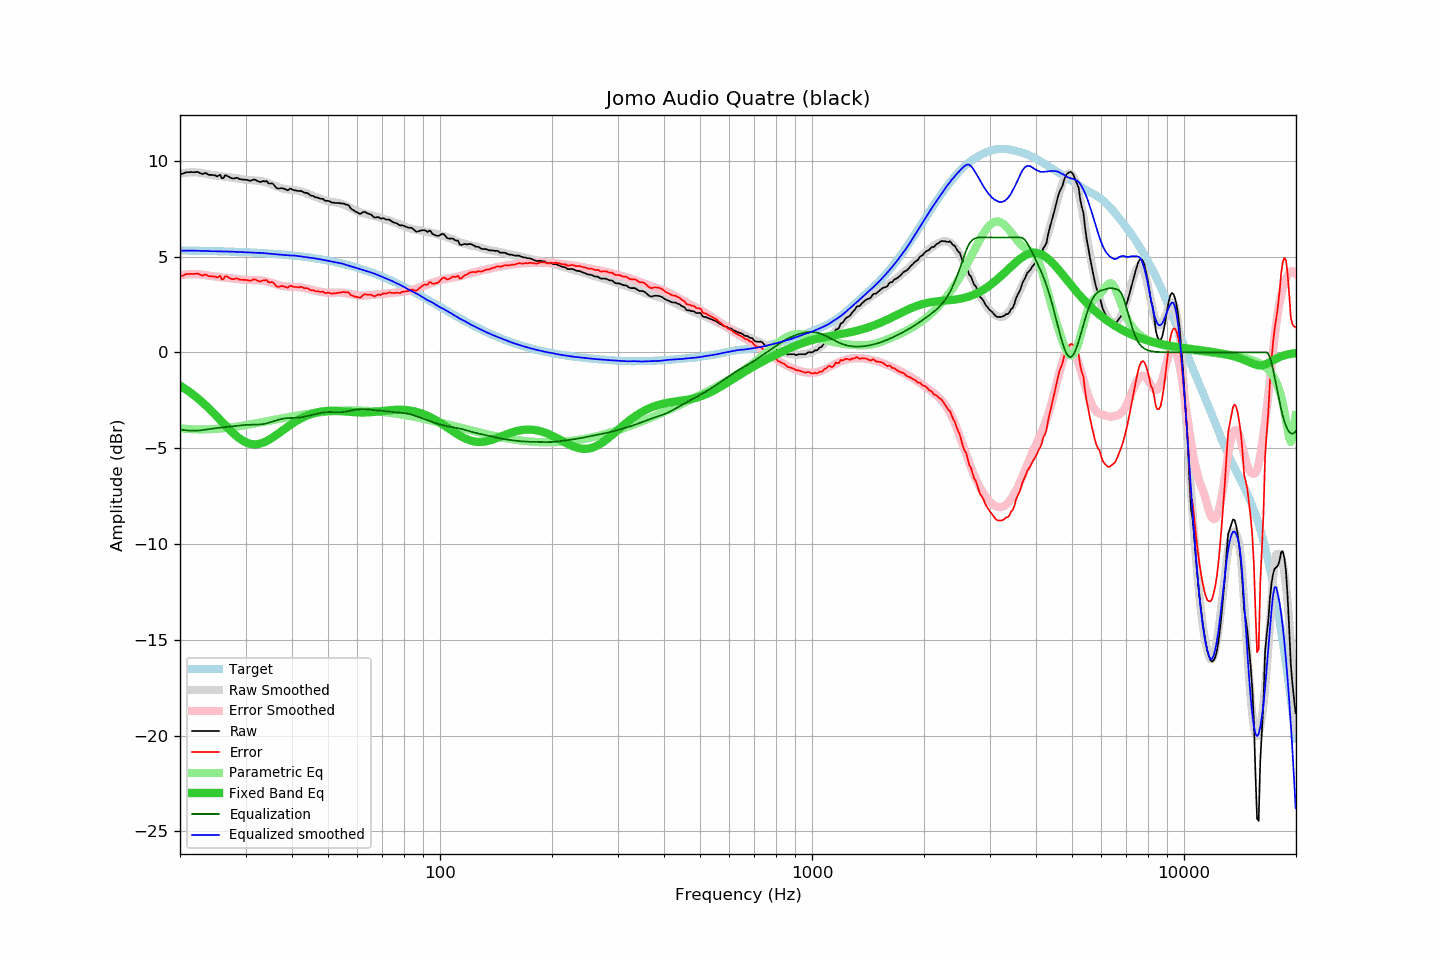 Jomo Audio Quatre (black)
Amplitude (dBr)
10
5
0
−5
−10
−15
−20
−25
Target
Raw Smoothed
Error Smoothed
Raw
Error
Parametric Eq
Fixed Band Eq
Equalization
Equalized smoothed
100
1000
10000
Frequency (Hz)